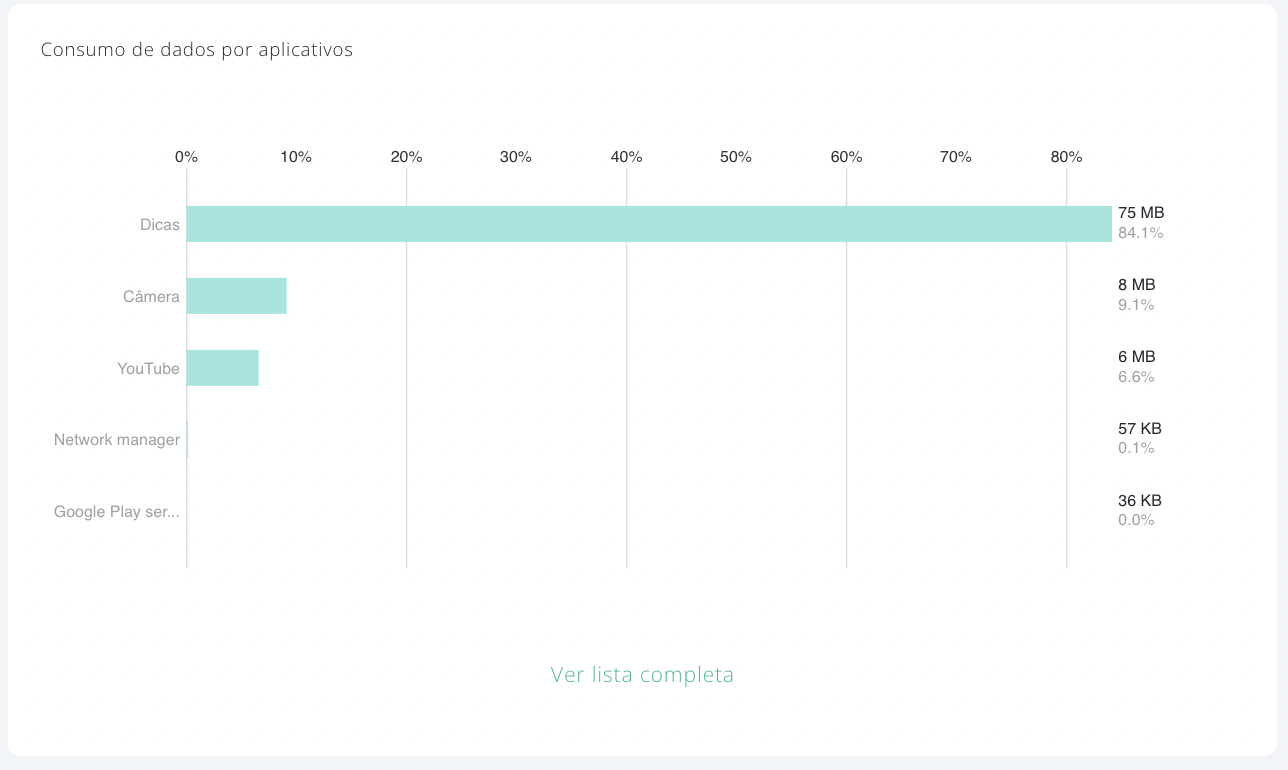 Consumo de dados por aplicativos
0% 10% 20% 30% 40% 50% 60% 70% 80%
Dicas 75 MB
84.1%
Câmera 8 MB
9.1%
YouTube 6 MB
6.6%
Network manager 57 KB
0.1%
Google Play ser... 36 KB
0.0%
Ver lista completa